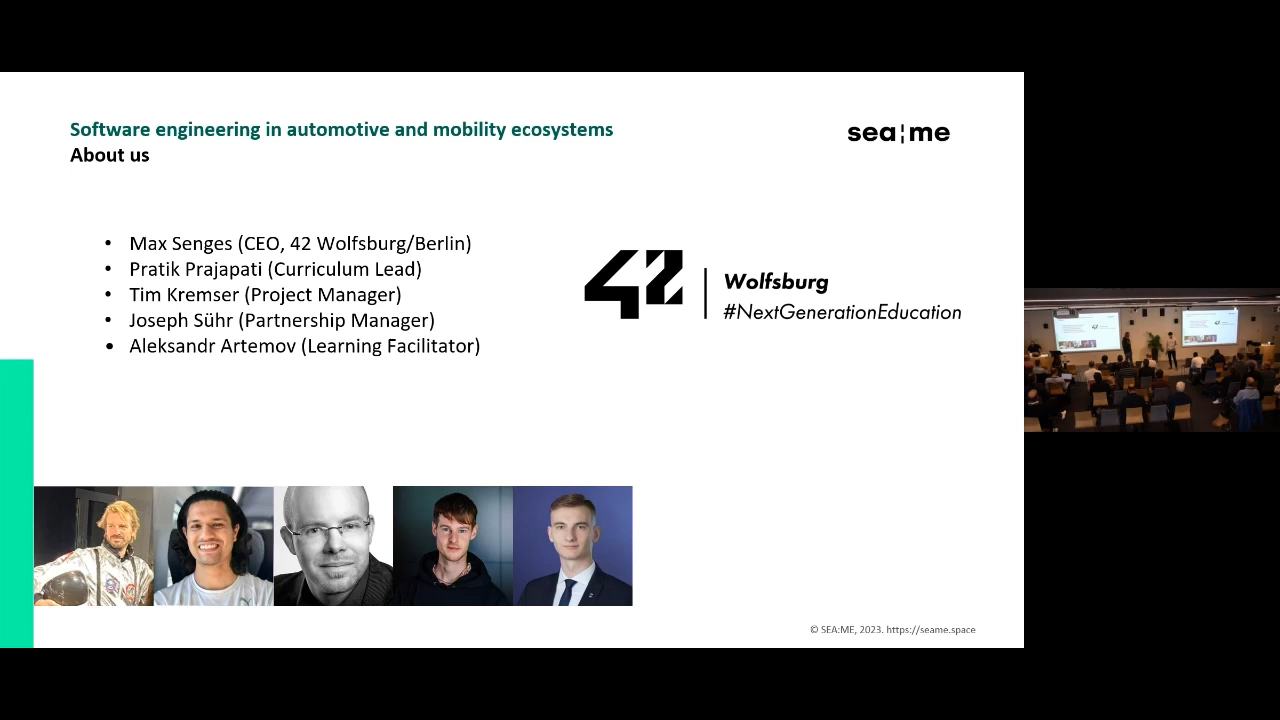 Software engineering in automotive and mobility ecosystems
About us
sea¦me
• Max Senges (CEO, 42 Wolfsburg/Berlin)
• Pratik Prajapati (Curriculum Lead)
• Tim Kremser (Project Manager)
• Joseph Sühr (Partnership Manager)
• Aleksandr Artemov (Learning Facilitator)
42
Wolfsburg
#NextGenerationEducation
© SEA:ME, 2023. https://seame.space